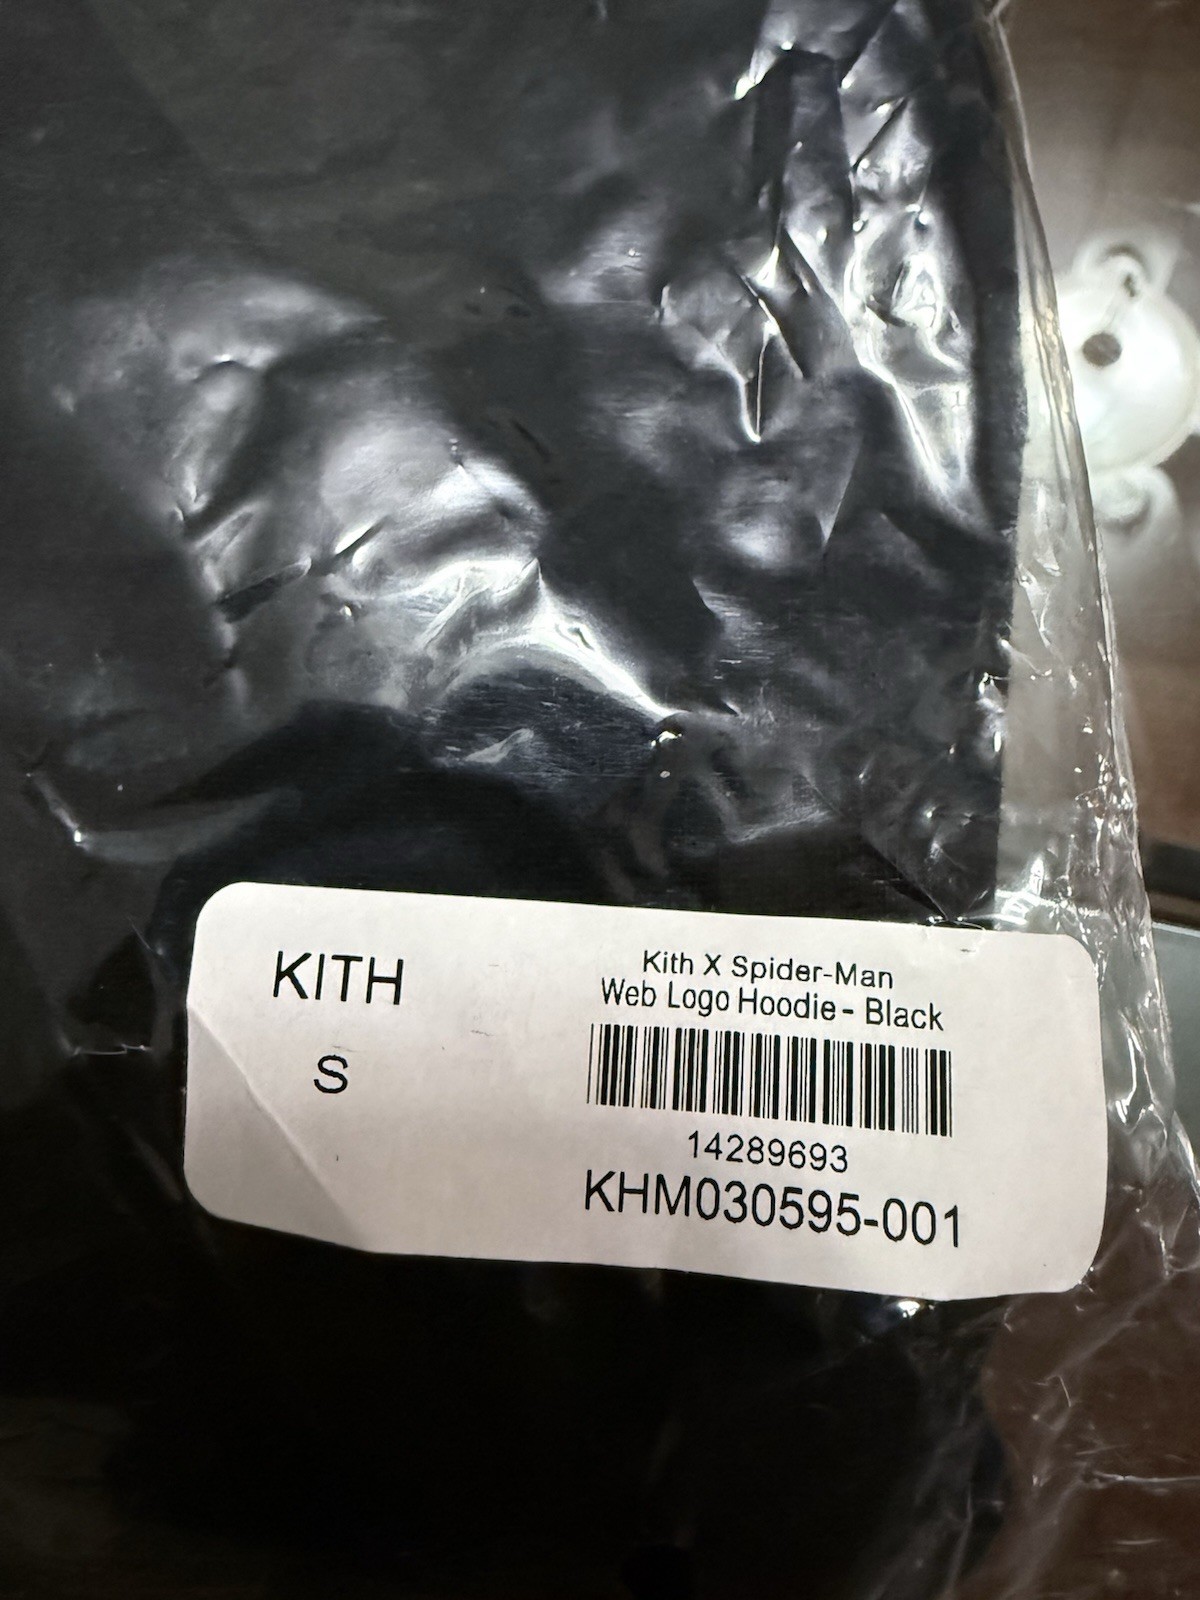 KITH
S
Kith X Spider-Man
Web Logo Hoodie - Black
14289693
KHM030595-001